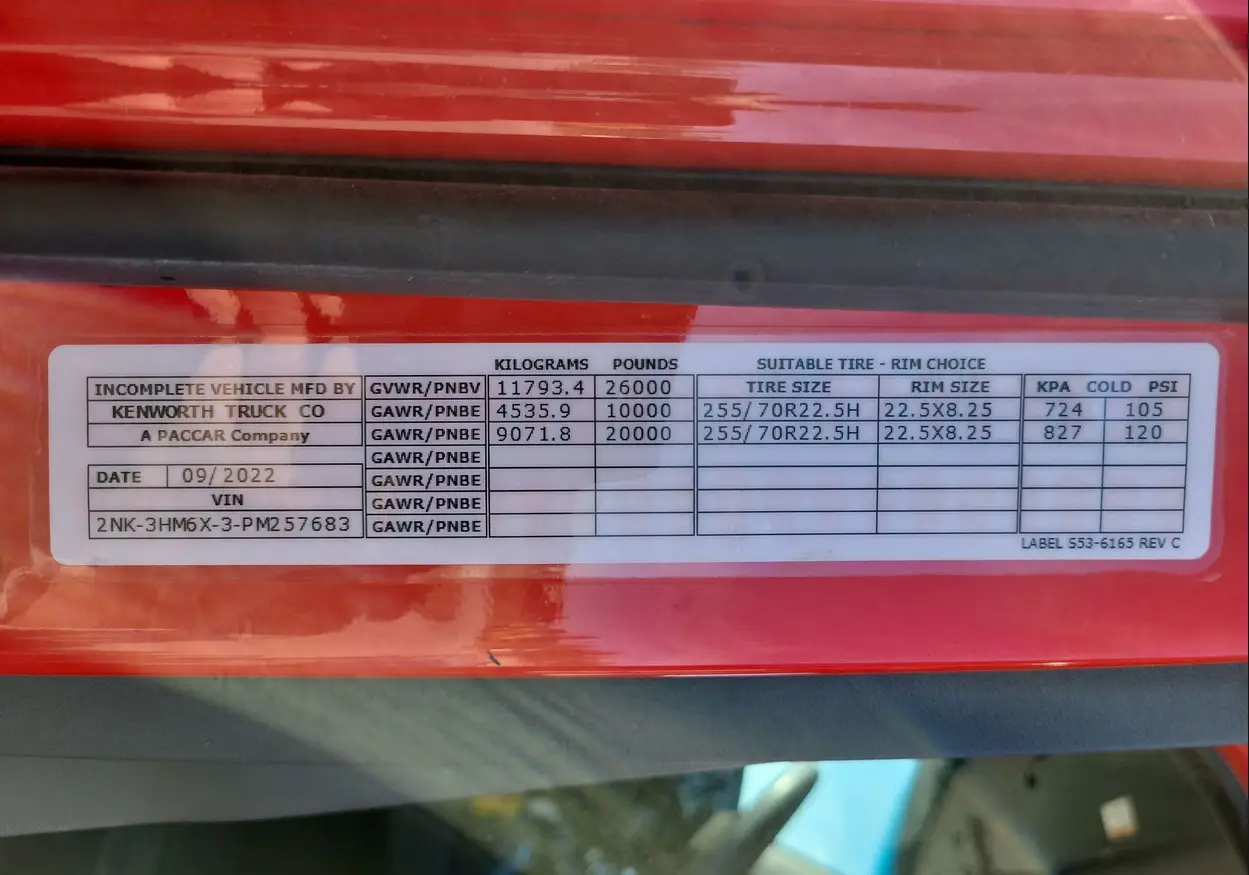 KILOGRAMS POUNDS SUITABLE TIRE - RIM CHOICE
INCOMPLETE VEHICLE MFD BY GVWR/PNBV 11793.4 26000 TIRE SIZE RIM SIZE KPA COLD PSI
KENWORTH TRUCK CO GAWR/PNBE 4535.9 10000 255/70R22.5H 22.5X8.25 724 105
A PACCAR Company GAWR/PNBE 9071.8 20000 255/70R22.5H 22.5X8.25 827 120
GAWR/PNBE
DATE 09/2022 GAWR/PNBE
VIN GAWR/PNBE
2NK-3HM6X-3-PM257683 GAWR/PNBE
LABEL S53-6165 REV C